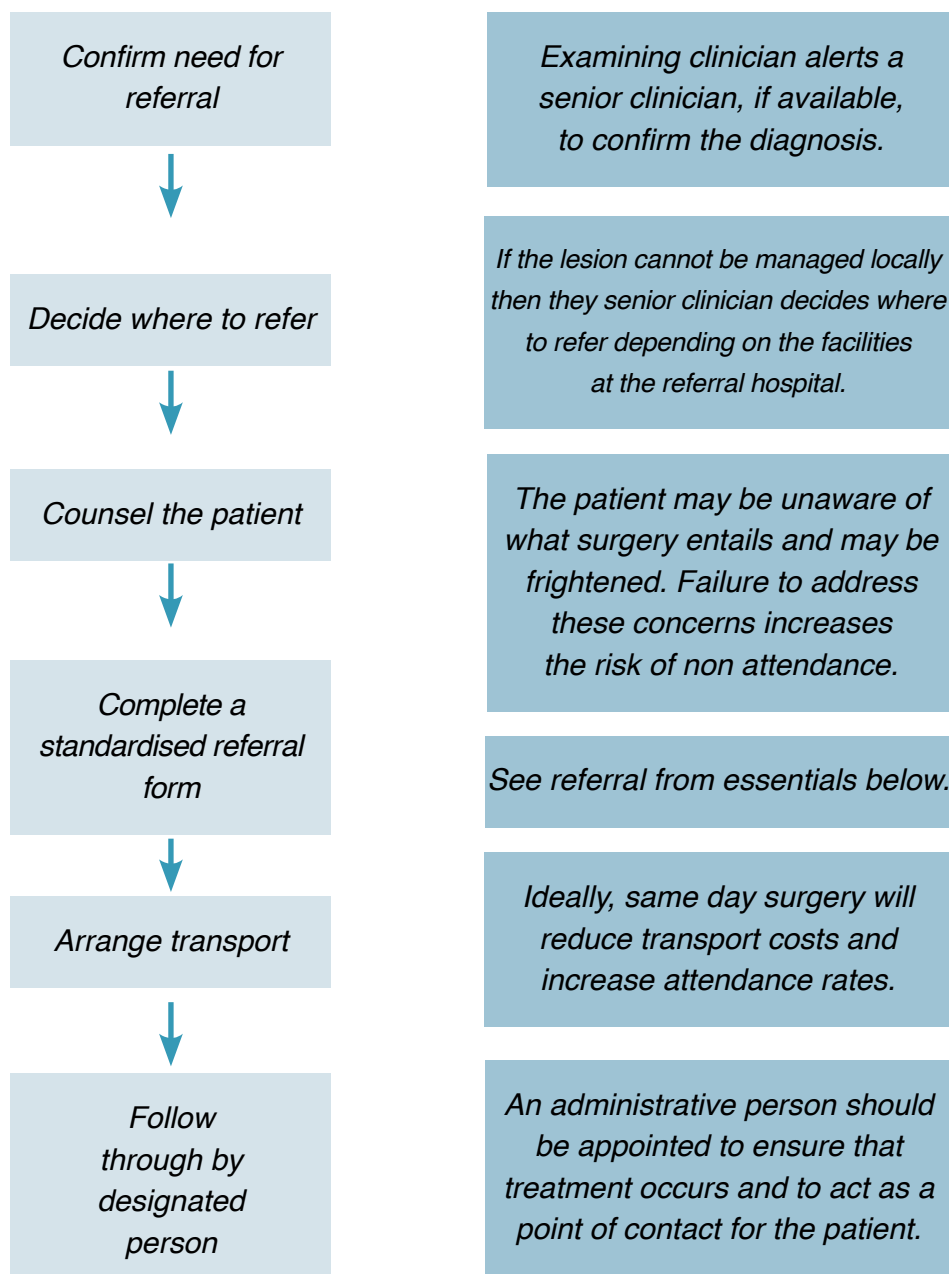 Confirm need for
referral
Examining clinician alerts a
senior clinician, if available,
to confirm the diagnosis.
Decide where to refer
If the lesion cannot be managed locally
then they senior clinician decides where
to refer depending on the facilities
at the referral hospital.
Counsel the patient
The patient may be unaware of
what surgery entails and may be
frightened. Failure to address
these concerns increases
the risk of non attendance.
Complete a
standardised referral
form
See referral from essentials below.
Arrange transport
Ideally, same day surgery will
reduce transport costs and
increase attendance rates.
Follow
through by
designated
person
An administrative person should
be appointed to ensure that
treatment occurs and to act as a
point of contact for the patient.